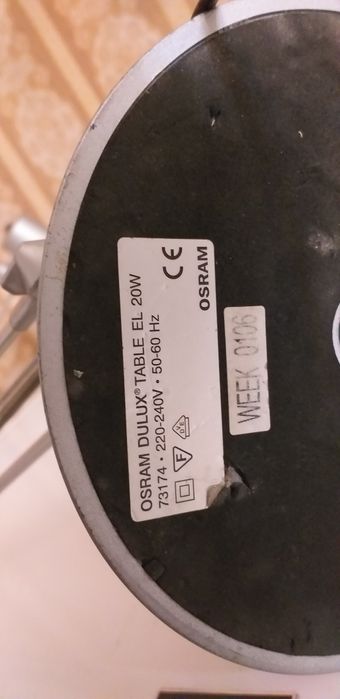 OSRAM DULUX® TABLE EL 20W
73174 · 220-240V · 50-60 Hz
F
CE
OSRAM
WEEK 0106